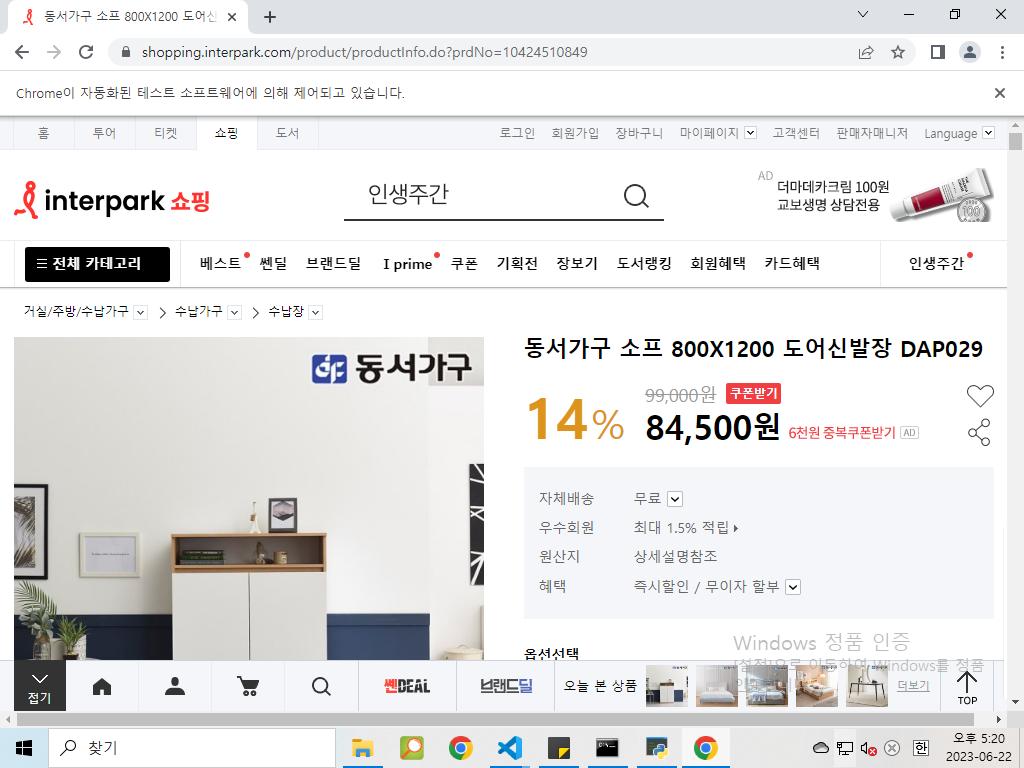 동서가구 소프 800X1200 도어신
shopping.interpark.com/product/productInfo.do?prdNo=10424510849
Chrome이 자동화된 테스트 소프트웨어에 의해 제어되고 있습니다.
홈 투어 티켓 쇼핑 도서 로그인 회원가입 장바구니 마이페이지 고객센터 판매자매니저 Language
interpark 쇼핑 인생주간
AD 더마데카크림 100원
교보생명 상담전용
전체 카테고리 베스트 쎈딜 브랜드딜 I prime 쿠폰 기획전 장보기 도서랭킹 회원혜택 카드혜택 인생주간
거실/주방/수납가구 수납가구 수납장
동서가구
동서가구 소프 800X1200 도어신발장 DAP029
14%
99,000원 쿠폰받기
84,500원 6천원 중복쿠폰받기 AD
자체배송 무료
우수회원 최대 1.5% 적립
원산지 상세설명참조
혜택 즉시할인 / 무이자 할부
옵션선택
Windows 정품 인증
[설정]으로 이동하여 Windows를 정품
접기 쎈DEAL 브랜드딜 오늘 본 상품 더보기 TOP
찾기
오후 5:20
2023-06-22
한